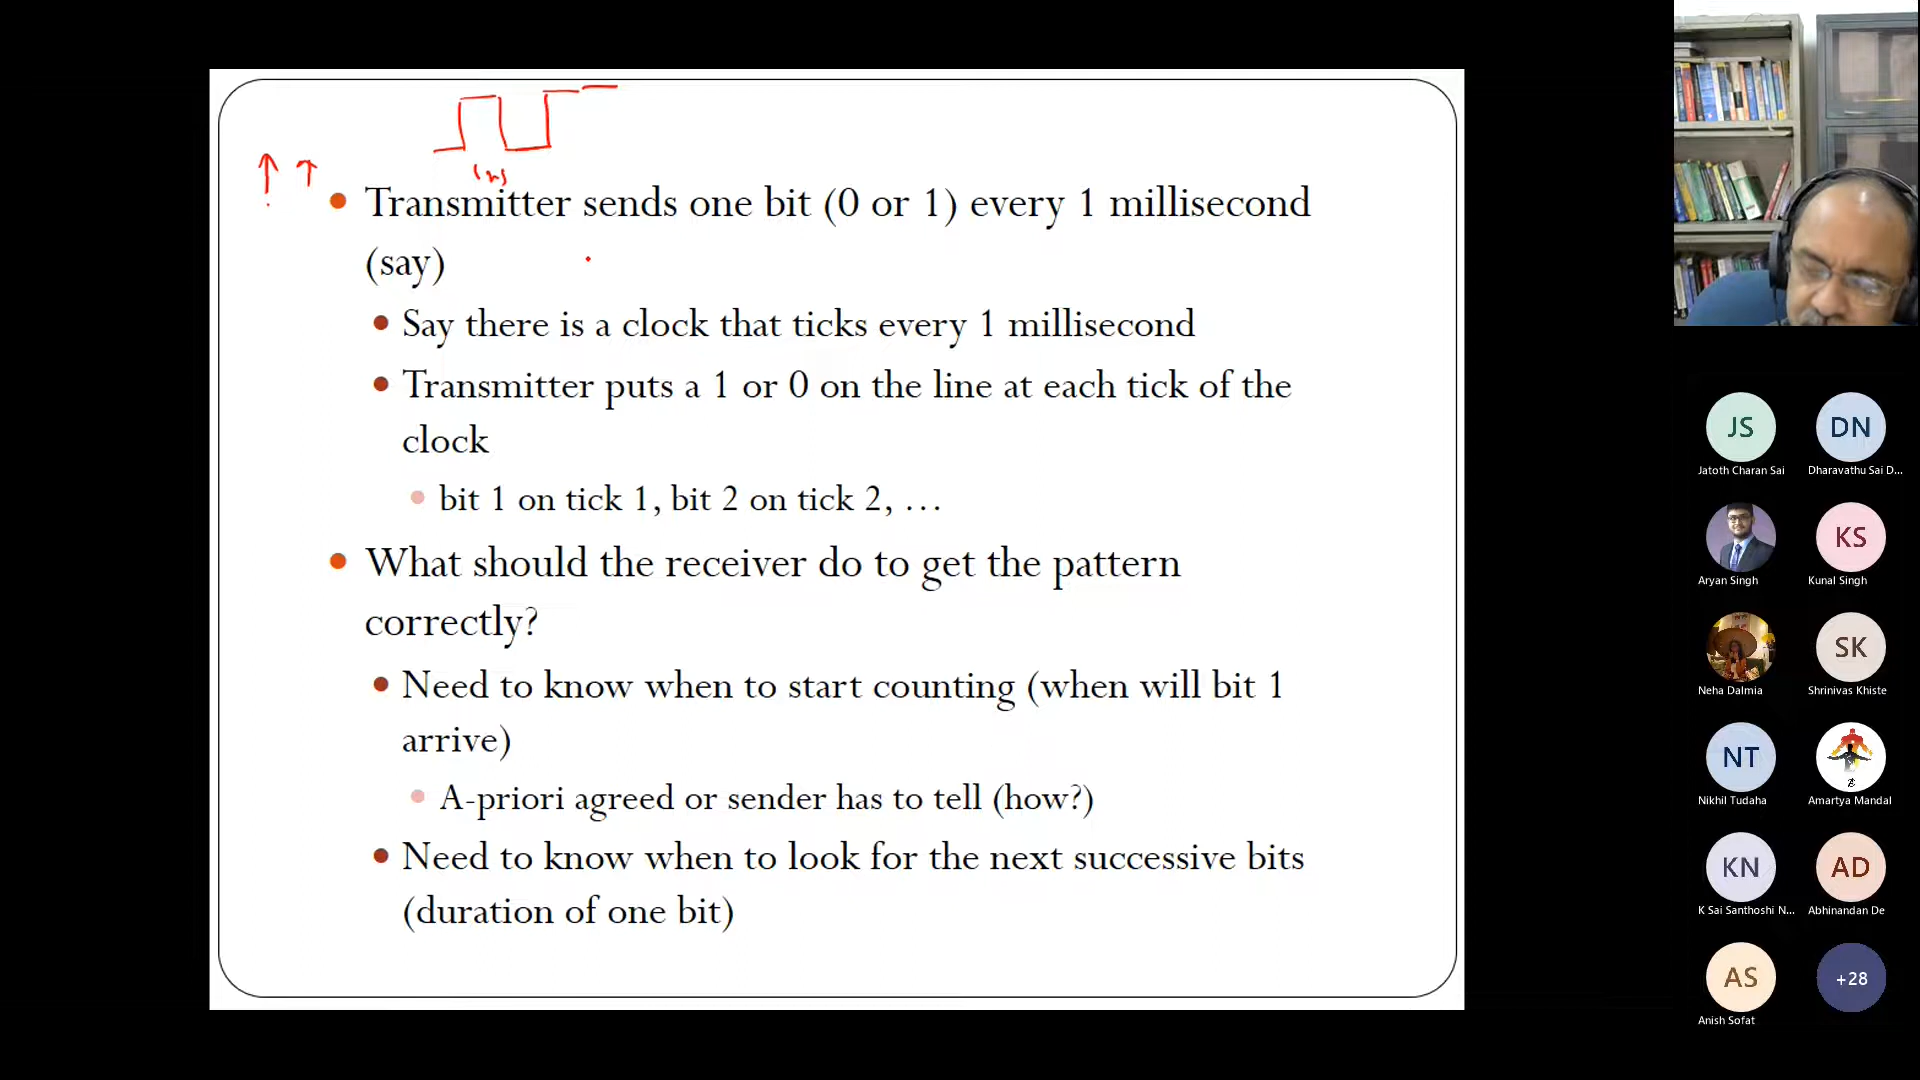 Transmitter sends one bit (0 or 1) every 1 millisecond
(say)
Say there is a clock that ticks every 1 millisecond
Transmitter puts a 1 or 0 on the line at each tick of the
clock
bit 1 on tick 1, bit 2 on tick 2, …
What should the receiver do to get the pattern
correctly?
Need to know when to start counting (when will bit 1
arrive)
A-priori agreed or sender has to tell (how?)
Need to know when to look for the next successive bits
(duration of one bit)
JS
DN
Jatoth Charan Sai
Dharavathu Sai D...
KS
Aryan Singh
Kunal Singh
SK
Neha Dalmia
Shrinivas Khiste
NT
Nikhil Tudaha
Amartya Mandal
KN
AD
K Sai Santhoshi N...
Abhinandan De
AS
+28
Anish Sofat